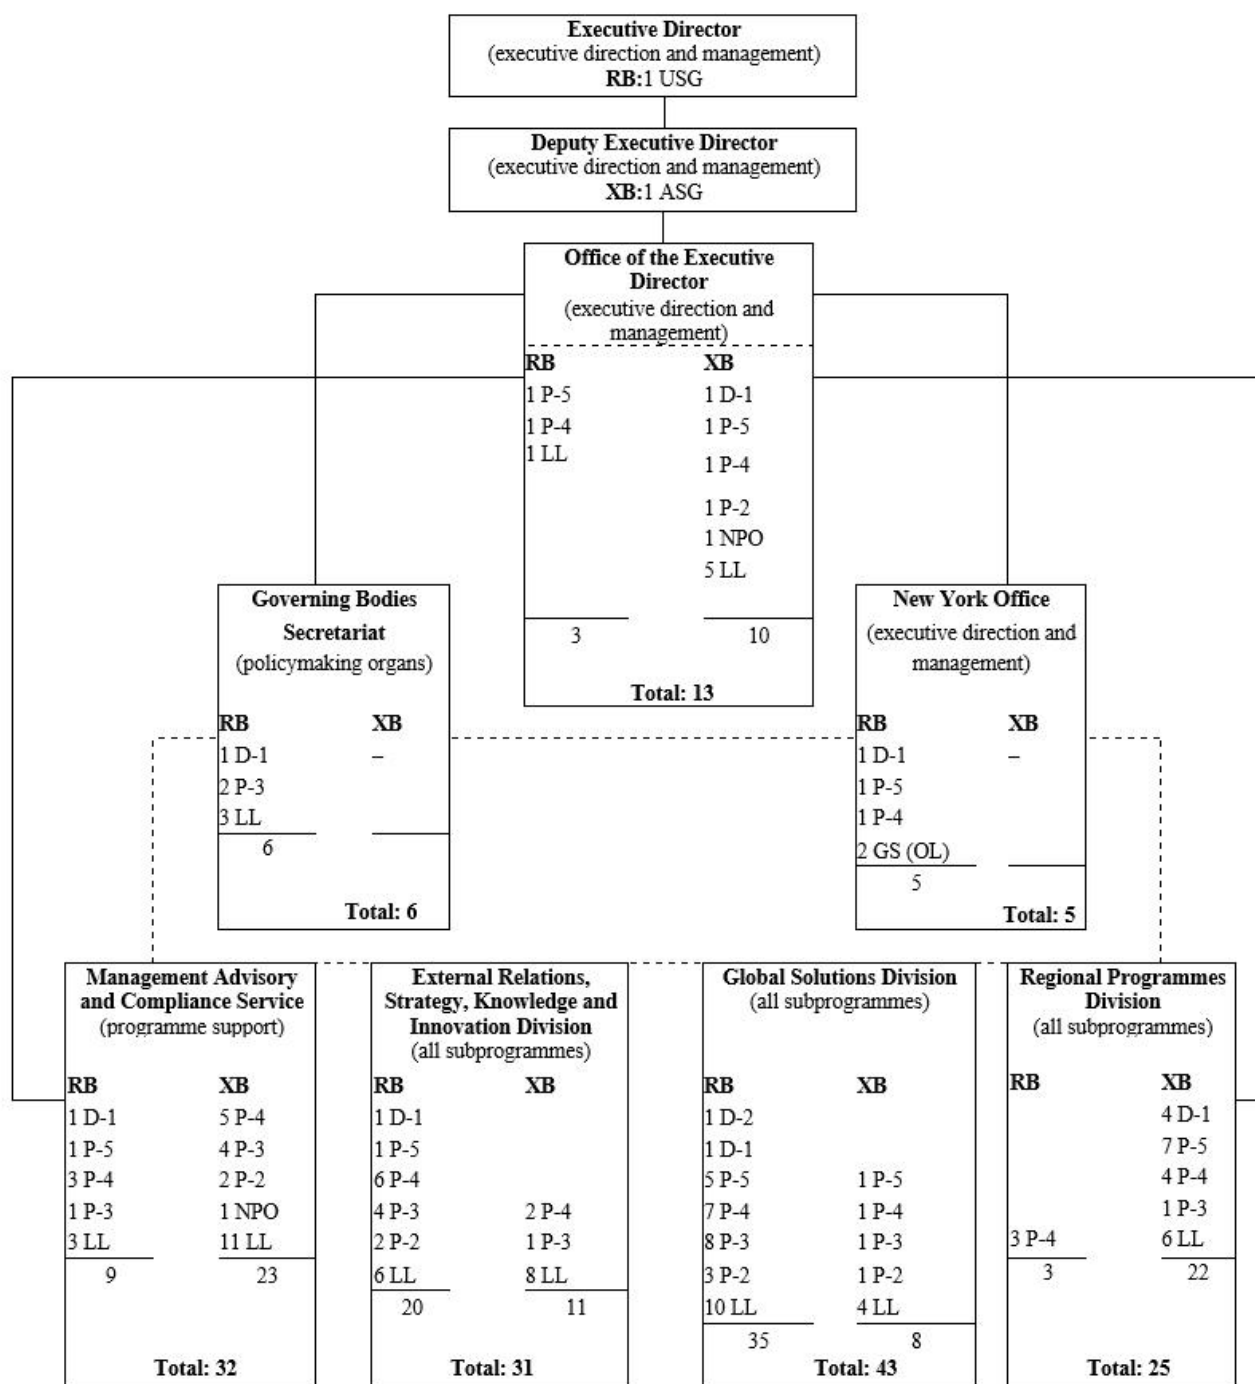 Executive Director
(executive direction and management)
RB:1 USG
Deputy Executive Director
(executive direction and management)
XB:1 ASG
Office of the Executive
Director
(executive direction and
management)
RB XB
1 P-5 1 D-1
1 P-4 1 P-5
1 LL
1 P-4
1 P-2
1 NPO
5 LL
3 10
Total: 13
Governing Bodies
Secretariat
(policymaking organs)
RB XB
1 D-1 –
2 P-3
3 LL
6
Total: 6
New York Office
(executive direction and
management)
RB XB
1 D-1 –
1 P-5
1 P-4
2 GS (OL)
5
Total: 5
Management Advisory
and Compliance Service
(programme support)
RB XB
1 D-1 5 P-4
1 P-5 4 P-3
3 P-4 2 P-2
1 P-3 1 NPO
3 LL 11 LL
9 23
Total: 32
External Relations,
Strategy, Knowledge and
Innovation Division
(all subprogrammes)
RB XB
1 D-1
1 P-5
6 P-4
4 P-3 2 P-4
2 P-2 1 P-3
6 LL 8 LL
20 11
Total: 31
Global Solutions Division
(all subprogrammes)
RB XB
1 D-2
1 D-1
5 P-5 1 P-5
7 P-4 1 P-4
8 P-3 1 P-3
3 P-2 1 P-2
10 LL 4 LL
35 8
Total: 43
Regional Programmes
Division
(all subprogrammes)
RB XB
4 D-1
7 P-5
4 P-4
1 P-3
3 P-4 6 LL
3 22
Total: 25